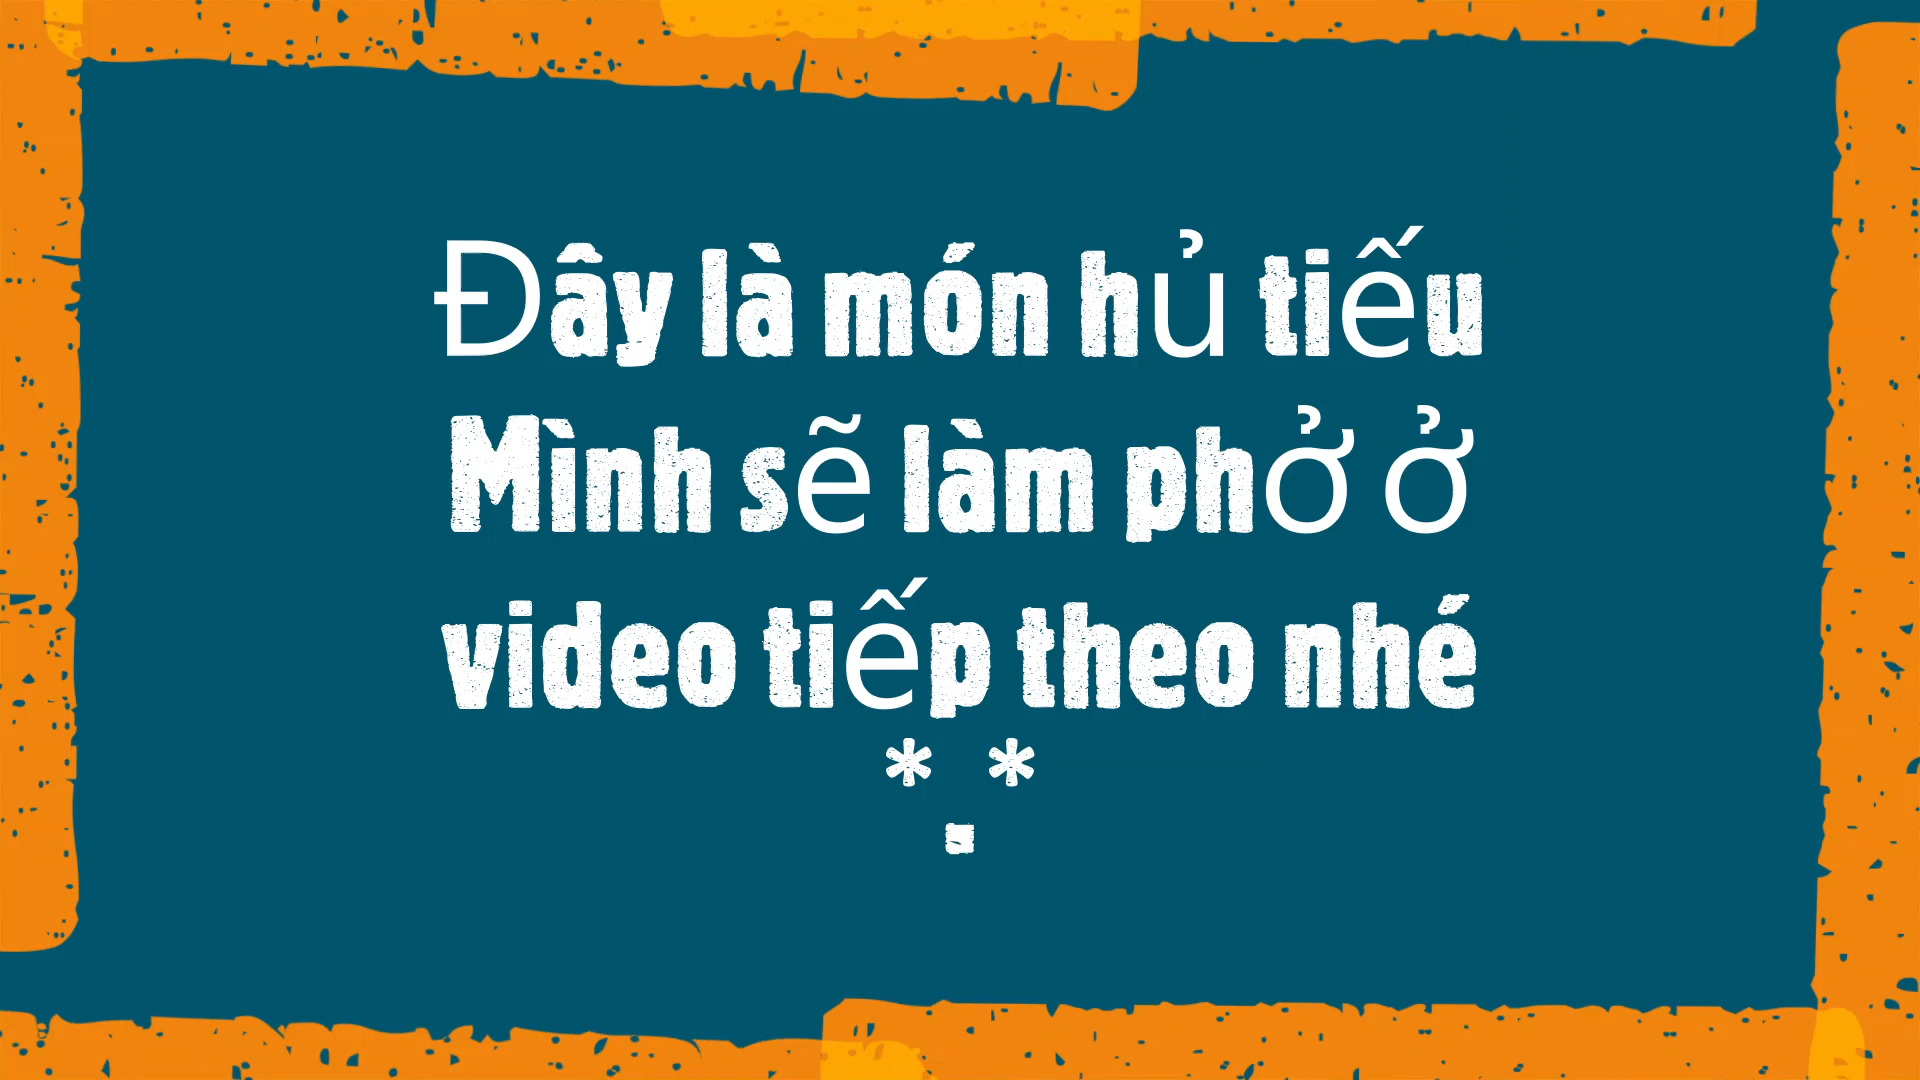 Đây là món hủ tiếu
Mình sẽ làm phở ở
video tiếp theo nhé
* *
.